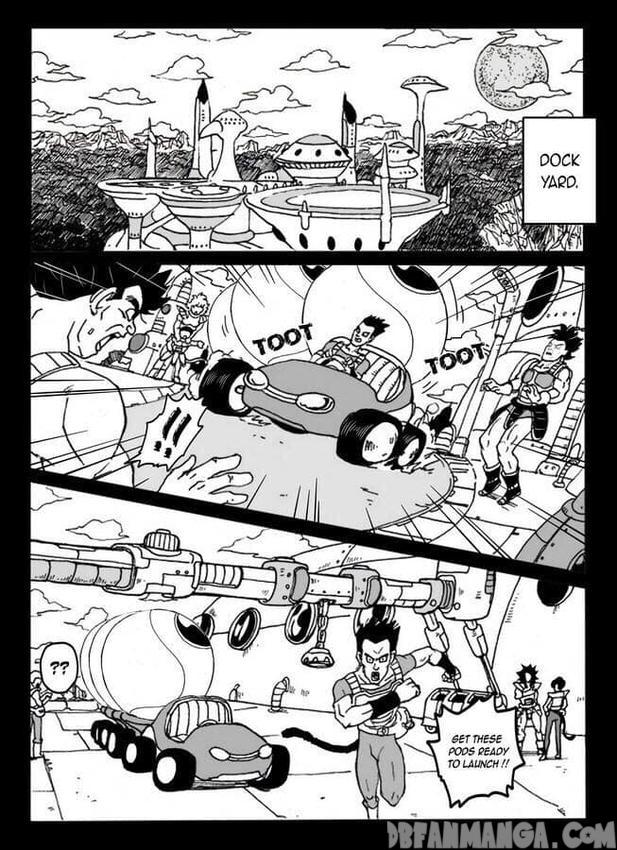 DOCK
YARD.
TOOT
TOOT
!!
??
GET THESE
PODS READY
TO LAUNCH !!
DBFANMANGA.COM